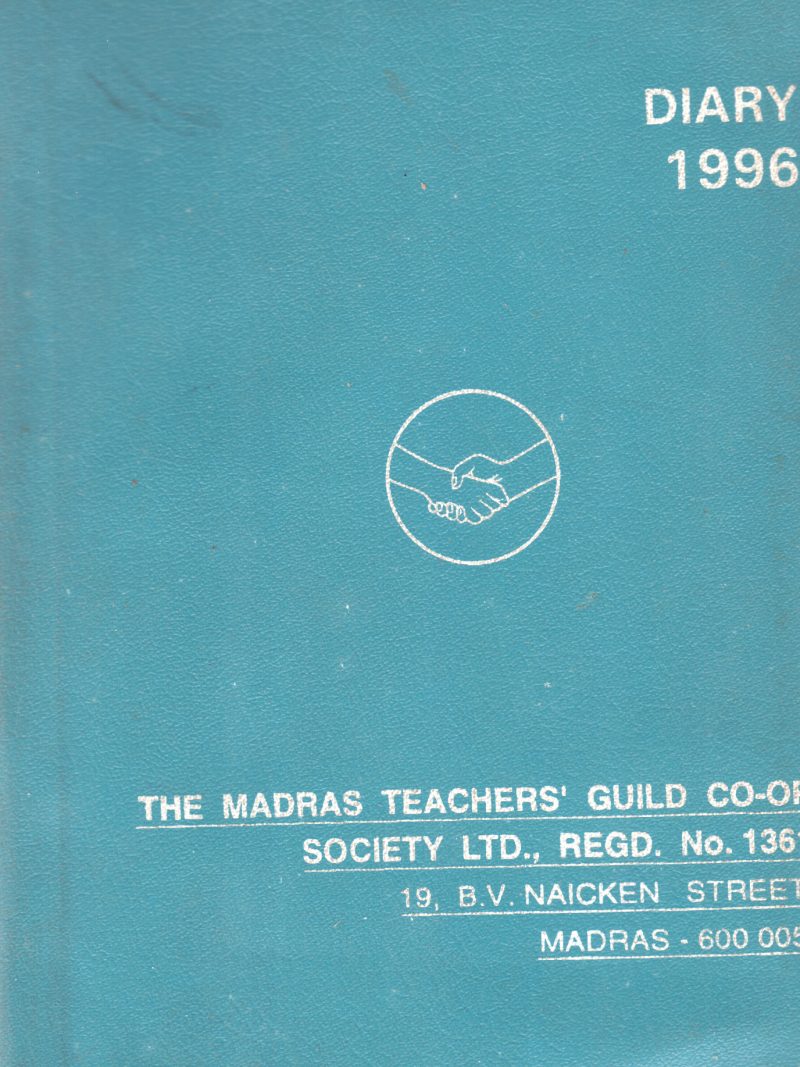 DIARY
1996
THE MADRAS TEACHERS' GUILD CO-OP
SOCIETY LTD., REGD. No. 1361
19, B.V. NAICKEN STREET
MADRAS - 600 005